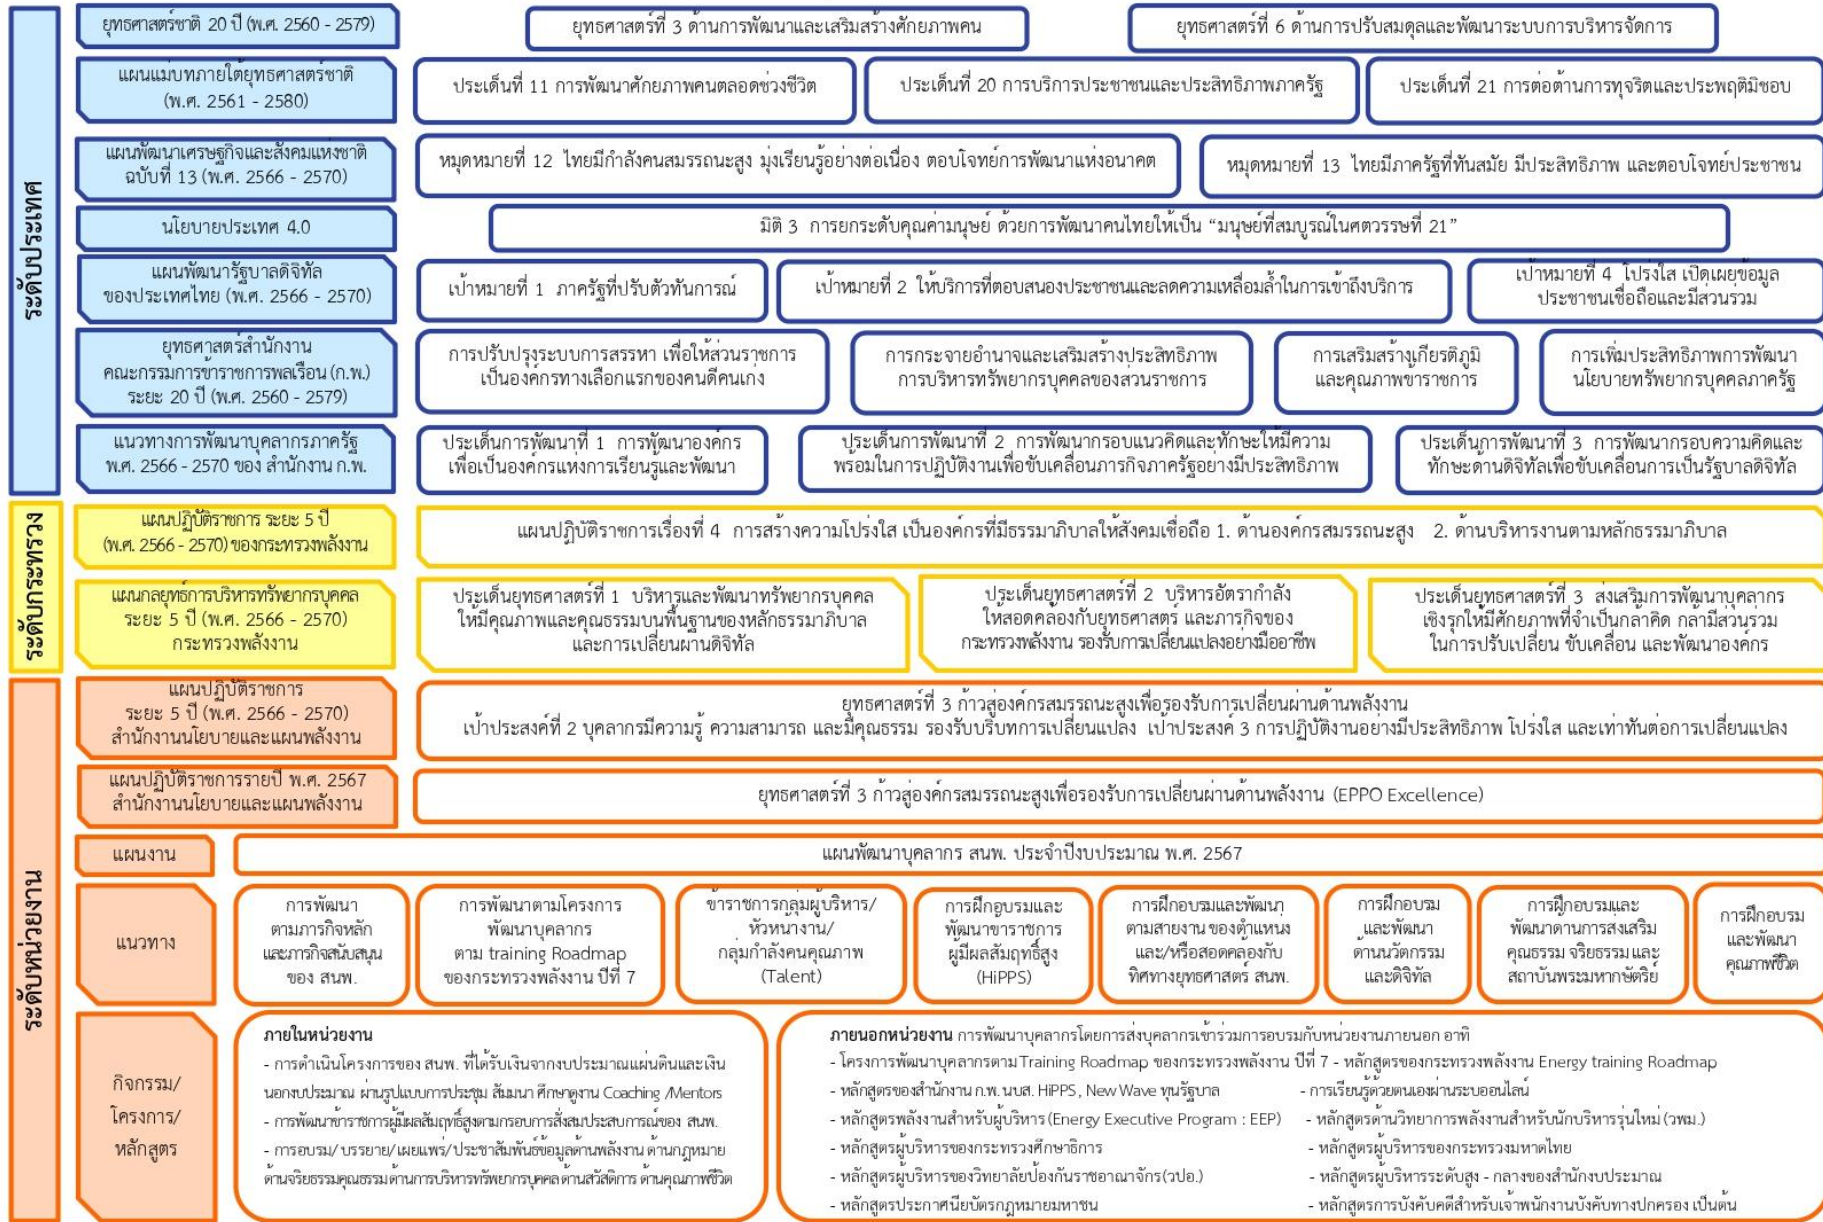 ระดับประเทศ
ยุทธศาสตร์ชาติ 20 ปี (พ.ศ. 2560 - 2579)
ยุทธศาสตร์ที่ 3 ด้านการพัฒนาและเสริมสร้างศักยภาพคน
ยุทธศาสตร์ที่ 6 ด้านการปรับสมดุลและพัฒนาระบบการบริหารจัดการ
แผนแม่บทภายใต้ยุทธศาสตร์ชาติ
(พ.ศ. 2561 - 2580)
ประเด็นที่ 11 การพัฒนาศักยภาพคนตลอดช่วงชีวิต
ประเด็นที่ 20 การบริการประชาชนและประสิทธิภาพภาครัฐ
ประเด็นที่ 21 การต่อต้านการทุจริตและประพฤติมิชอบ
แผนพัฒนาเศรษฐกิจและสังคมแห่งชาติ
ฉบับที่ 13 (พ.ศ. 2566 - 2570)
หมุดหมายที่ 12 ไทยมีกำลังคนสมรรถนะสูง มุ่งเรียนรู้อย่างต่อเนื่อง ตอบโจทย์การพัฒนาแห่งอนาคต
หมุดหมายที่ 13 ไทยมีภาครัฐที่ทันสมัย มีประสิทธิภาพ และตอบโจทย์ประชาชน
นโยบายประเทศ 4.0
มิติ 3 การยกระดับคุณค่ามนุษย์ ด้วยการพัฒนาคนไทยให้เป็น “มนุษย์ที่สมบูรณ์ในศตวรรษที่ 21”
แผนพัฒนารัฐบาลดิจิทัล
ของประเทศไทย (พ.ศ. 2566 - 2570)
เป้าหมายที่ 1 ภาครัฐที่ปรับตัวทันการณ์
เป้าหมายที่ 2 ให้บริการที่ตอบสนองประชาชนและลดความเหลื่อมล้ำในการเข้าถึงบริการ
เป้าหมายที่ 4 โปร่งใส เปิดเผยข้อมูล
ประชาชนเชื่อถือและมีส่วนร่วม
ยุทธศาสตร์สำนักงาน
คณะกรรมการข้าราชการพลเรือน (ก.พ.)
ระยะ 20 ปี (พ.ศ. 2560 - 2579)
การปรับปรุงระบบการสรรหา เพื่อให้ส่วนราชการ
เป็นองค์กรทางเลือกแรกของคนดีคนเก่ง
การกระจายอำนาจและเสริมสร้างประสิทธิภาพ
การบริหารทรัพยากรบุคคลของส่วนราชการ
การเสริมสร้างเกียรติภูมิ
และคุณภาพข้าราชการ
การเพิ่มประสิทธิภาพการพัฒนา
นโยบายทรัพยากรบุคคลภาครัฐ
แนวทางการพัฒนาบุคลากรภาครัฐ
พ.ศ. 2566 - 2570 ของ สำนักงาน ก.พ.
ประเด็นการพัฒนาที่ 1 การพัฒนาองค์กร
เพื่อเป็นองค์กรแห่งการเรียนรู้และพัฒนา
ประเด็นการพัฒนาที่ 2 การพัฒนากรอบแนวคิดและทักษะให้มีความ
พร้อมในการปฏิบัติงานเพื่อขับเคลื่อนภารกิจภาครัฐอย่างมีประสิทธิภาพ
ประเด็นการพัฒนาที่ 3 การพัฒนากรอบความคิดและ
ทักษะด้านดิจิทัลเพื่อขับเคลื่อนการเป็นรัฐบาลดิจิทัล
ระดับกระทรวง
แผนปฏิบัติราชการ ระยะ 5 ปี
(พ.ศ. 2566 - 2570) ของกระทรวงพลังงาน
แผนปฏิบัติราชการเรื่องที่ 4 การสร้างความโปร่งใส เป็นองค์กรที่มีธรรมาภิบาลให้สังคมเชื่อถือ 1. ด้านองค์กรสมรรถนะสูง 2. ด้านบริหารงานตามหลักธรรมาภิบาล
แผนกลยุทธ์การบริหารทรัพยากรบุคคล
ระยะ 5 ปี (พ.ศ. 2566 - 2570)
กระทรวงพลังงาน
ประเด็นยุทธศาสตร์ที่ 1 บริหารและพัฒนาทรัพยากรบุคคล
ให้มีคุณภาพและคุณธรรมบนพื้นฐานของหลักธรรมาภิบาล
และการเปลี่ยนผ่านดิจิทัล
ประเด็นยุทธศาสตร์ที่ 2 บริหารอัตรากำลัง
ให้สอดคล้องกับยุทธศาสตร์ และภารกิจของ
กระทรวงพลังงาน รองรับการเปลี่ยนแปลงอย่างมืออาชีพ
ประเด็นยุทธศาสตร์ที่ 3 ส่งเสริมการพัฒนาบุคลากร
เชิงรุกให้มีศักยภาพที่จำเป็นกล้าคิด กล้ามีส่วนร่วม
ในการปรับเปลี่ยน ขับเคลื่อน และพัฒนาองค์กร
ระดับหน่วยงาน
แผนปฏิบัติราชการ
ระยะ 5 ปี (พ.ศ. 2566 - 2570)
สำนักงานนโยบายและแผนพลังงาน
ยุทธศาสตร์ที่ 3 ก้าวสู่องค์กรสมรรถนะสูงเพื่อรองรับการเปลี่ยนผ่านด้านพลังงาน
เป้าประสงค์ที่ 2 บุคลากรมีความรู้ ความสามารถ และมีคุณธรรม รองรับบริบทการเปลี่ยนแปลง เป้าประสงค์ 3 การปฏิบัติงานอย่างมีประสิทธิภาพ โปร่งใส และเท่าทันต่อการเปลี่ยนแปลง
แผนปฏิบัติราชการรายปี พ.ศ. 2567
สำนักงานนโยบายและแผนพลังงาน
ยุทธศาสตร์ที่ 3 ก้าวสู่องค์กรสมรรถนะสูงเพื่อรองรับการเปลี่ยนผ่านด้านพลังงาน (EPPO Excellence)
แผนงาน
แผนพัฒนาบุคลากร สนพ. ประจำปีงบประมาณ พ.ศ. 2567
แนวทาง
การพัฒนา
ตามภารกิจหลัก
และภารกิจสนับสนุน
ของ สนพ.
การพัฒนาตามโครงการ
พัฒนาบุคลากร
ตาม training Roadmap
ของกระทรวงพลังงาน ปีที่ 7
ข้าราชการกลุ่มผู้บริหาร/
หัวหน้างาน/
กลุ่มกำลังคนคุณภาพ
(Talent)
การฝึกอบรมและ
พัฒนาข้าราชการ
ผู้มีผลสัมฤทธิ์สูง
(HiPPS)
การฝึกอบรมและพัฒนา
ตามสายงาน ของตำแหน่ง
และ/หรือสอดคล้องกับ
ทิศทางยุทธศาสตร์ สนพ.
การฝึกอบรม
และพัฒนา
ด้านนวัตกรรม
และดิจิทัล
การฝึกอบรมและ
พัฒนาด้านการส่งเสริม
คุณธรรม จริยธรรม และ
สถาบันพระมหากษัตริย์
การฝึกอบรม
และพัฒนา
คุณภาพชีวิต
กิจกรรม/
โครงการ/
หลักสูตร
ภายในหน่วยงาน
- การดำเนินโครงการของ สนพ. ที่ได้รับเงินจากงบประมาณแผ่นดินและเงิน
นอกงบประมาณ ผ่านรูปแบบการประชุม สัมมนา ศึกษาดูงาน Coaching /Mentors
- การพัฒนาข้าราชการผู้มีผลสัมฤทธิ์สูงตามกรอบการสั่งสมประสบการณ์ของ สนพ.
- การอบรม/ บรรยาย/ เผยแพร่/ ประชาสัมพันธ์ข้อมูลด้านพลังงาน ด้านกฎหมาย
ด้านจริยธรรมคุณธรรม ด้านการบริหารทรัพยากรบุคคล ด้านสวัสดิการ ด้านคุณภาพชีวิต
ภายนอกหน่วยงาน การพัฒนาบุคลากรโดยการส่งบุคลากรเข้าร่วมการอบรมกับหน่วยงานภายนอก อาทิ
- โครงการพัฒนาบุคลากรตาม Training Roadmap ของกระทรวงพลังงาน ปีที่ 7 - หลักสูตรของกระทรวงพลังงาน Energy training Roadmap
- หลักสูตรของสำนักงาน ก.พ. นบส. HiPPS , New Wave ทุนรัฐบาล - การเรียนรู้ด้วยตนเองผ่านระบบออนไลน์
- หลักสูตรพลังงานสำหรับผู้บริหาร (Energy Executive Program : EEP) - หลักสูตรด้านวิทยาการพลังงานสำหรับนักบริหารรุ่นใหม่ (วพม.)
- หลักสูตรผู้บริหารของกระทรวงศึกษาธิการ - หลักสูตรผู้บริหารของกระทรวงมหาดไทย
- หลักสูตรผู้บริหารของวิทยาลัยป้องกันราชอาณาจักร (วปอ.) - หลักสูตรผู้บริหารระดับสูง - กลางของสำนักงบประมาณ
- หลักสูตรประกาศนียบัตรกฎหมายมหาชน - หลักสูตรการบังคับคดีสำหรับเจ้าพนักงานบังคับทางปกครอง เป็นต้น